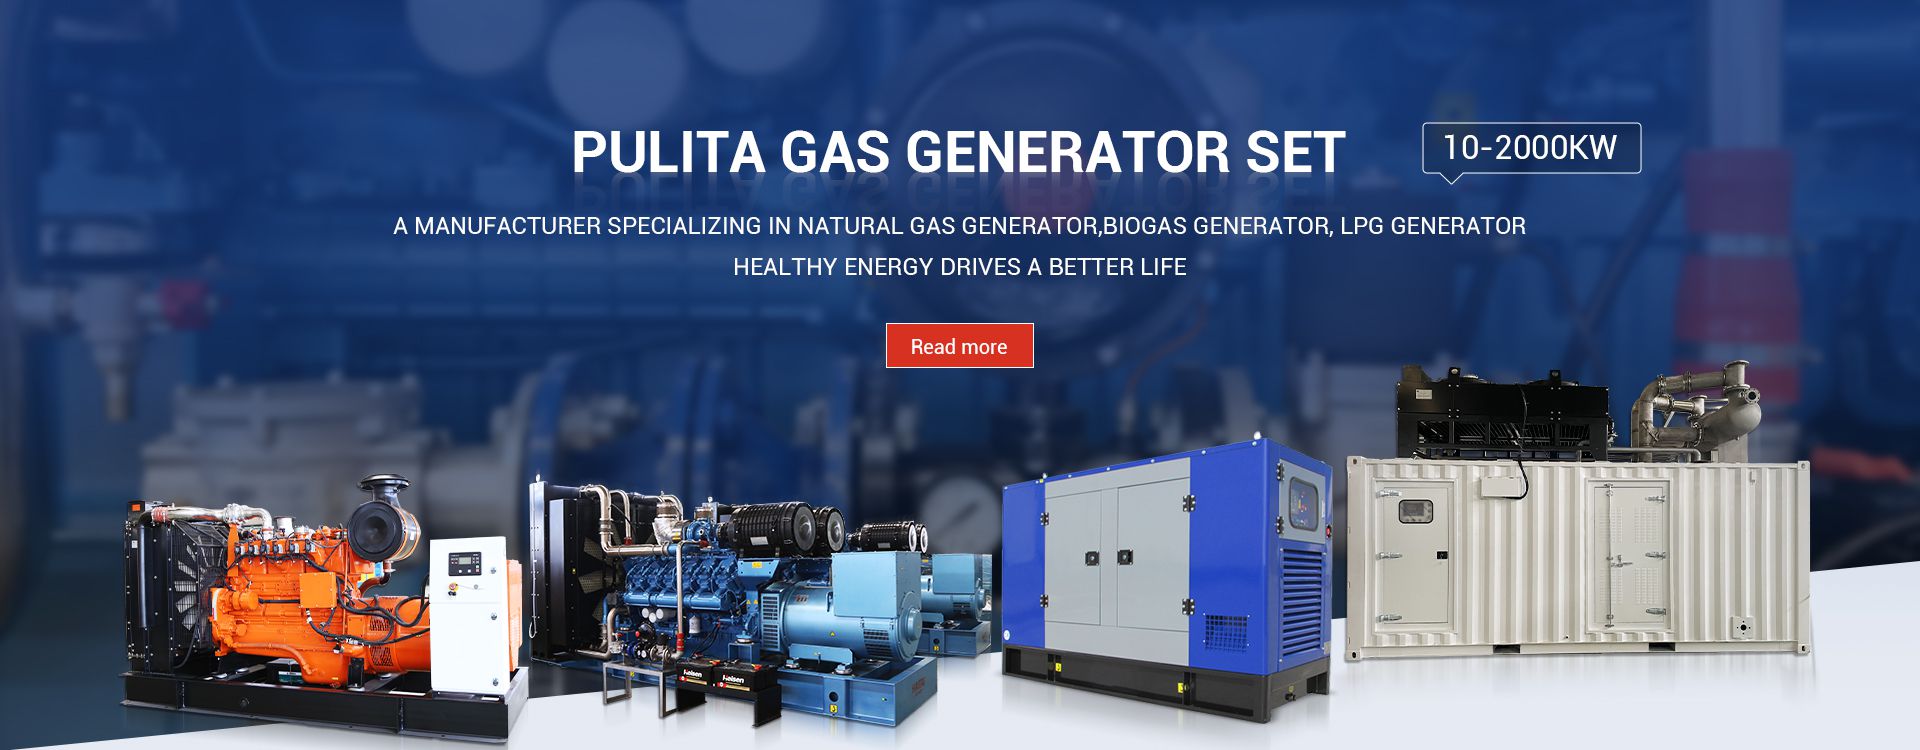 PULITA GAS GENERATOR SET
10-2000KW
A MANUFACTURER SPECIALIZING IN NATURAL GAS GENERATOR,BIOGAS GENERATOR, LPG GENERATOR
HEALTHY ENERGY DRIVES A BETTER LIFE
Read more